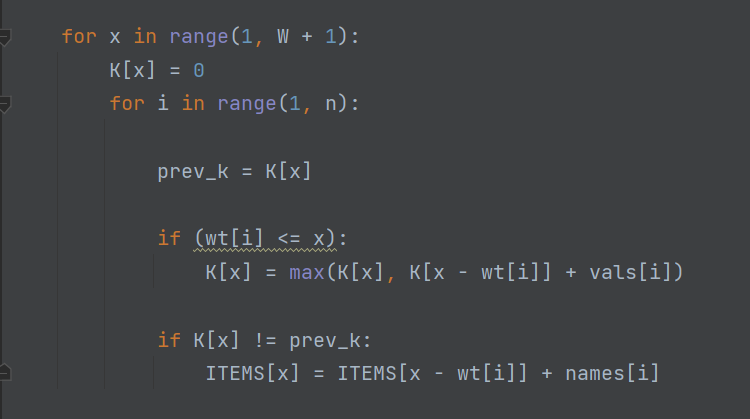 for x in range(1, W + 1):
K[x] = 0
for i in range(1, n):
prev_k = K[x]
if (wt[i] <= x):
K[x] = max(K[x], K[x - wt[i]] + vals[i])
if K[x] != prev_k:
ITEMS[x] = ITEMS[x - wt[i]] + names[i]